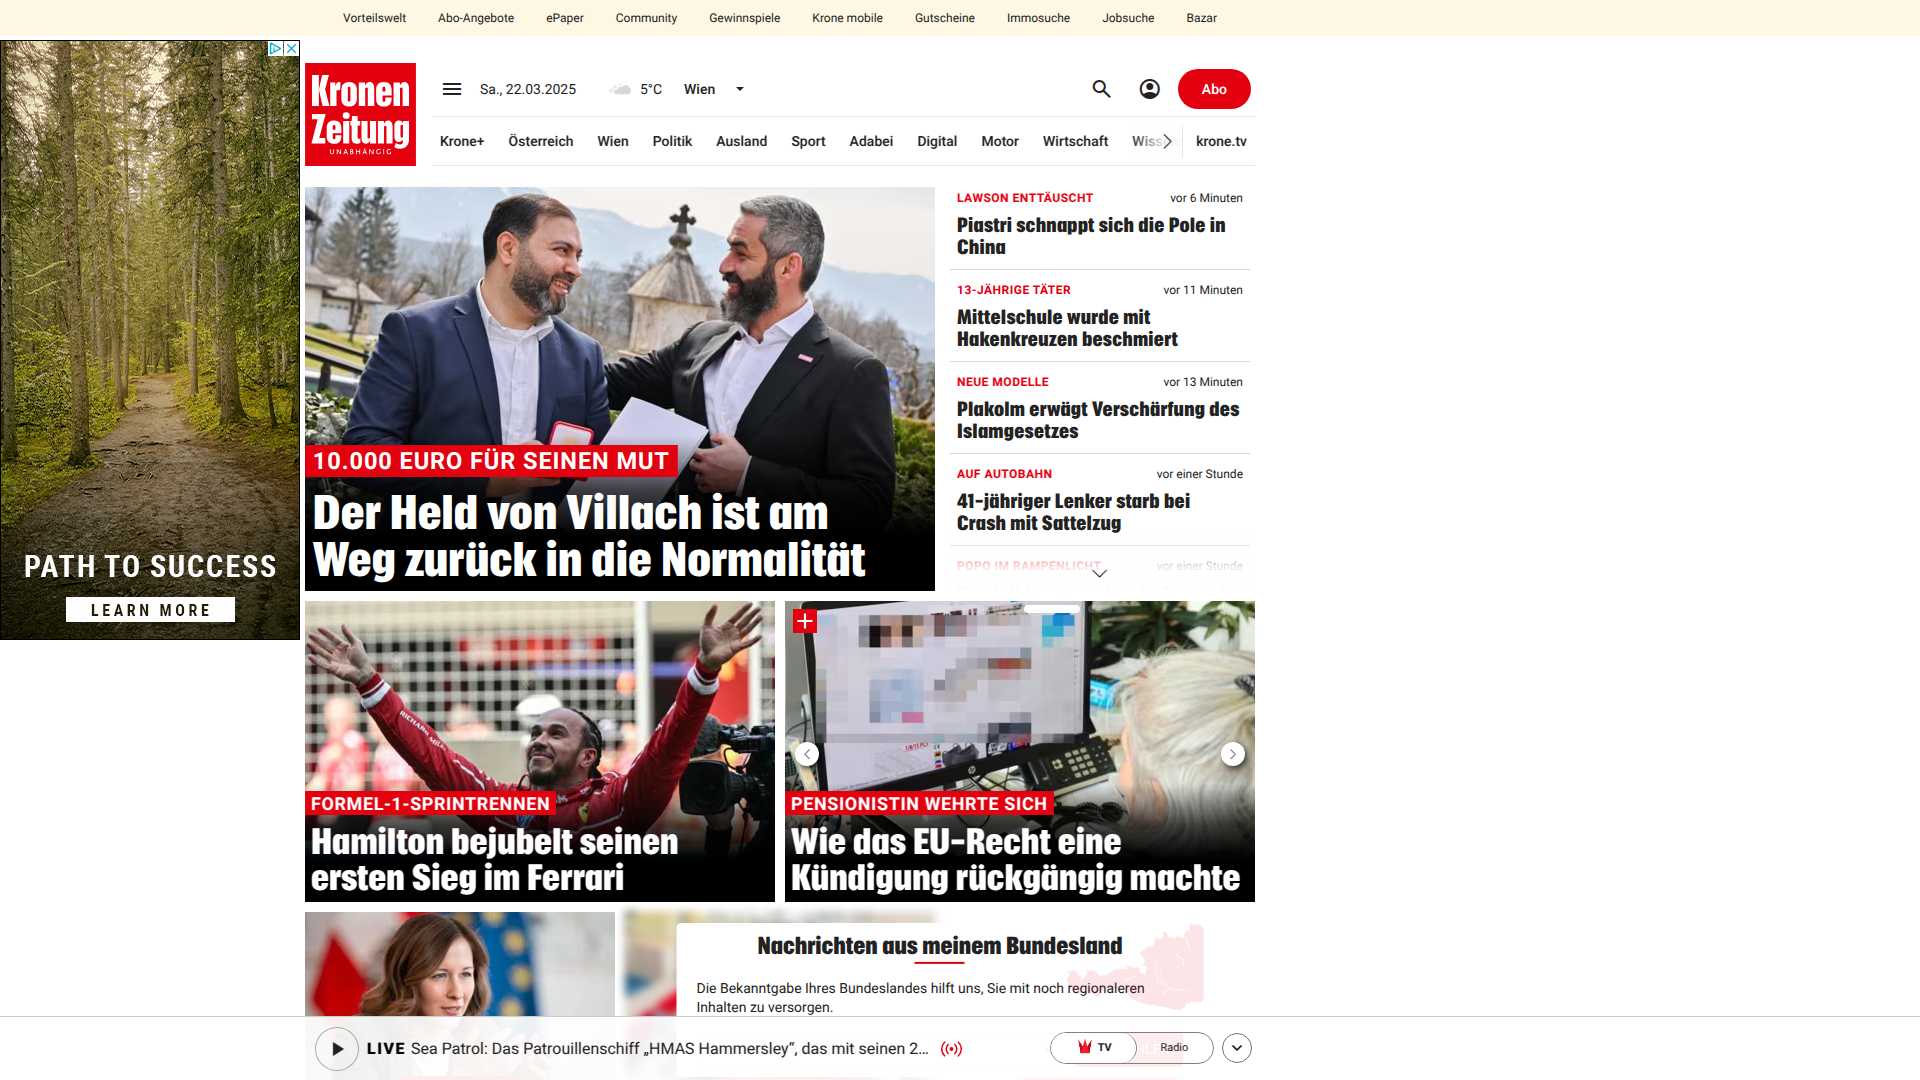 Vorteilswelt Abo-Angebote ePaper Community Gewinnspiele Krone mobile Gutscheine Immosuche Jobsuche Bazar
Kronen
Zeitung
UNABHÄNGIG
Sa., 22.03.2025 5°C Wien
Abo
Krone+ Österreich Wien Politik Ausland Sport Adabei Digital Motor Wirtschaft Wiss krone.tv
PATH TO SUCCESS
LEARN MORE
10.000 EURO FÜR SEINEN MUT
Der Held von Villach ist am
Weg zurück in die Normalität
LAWSON ENTTÄUSCHT vor 6 Minuten
Piastri schnappt sich die Pole in
China
13-JÄHRIGE TÄTER vor 11 Minuten
Mittelschule wurde mit
Hakenkreuzen beschmiert
NEUE MODELLE vor 13 Minuten
Plakolm erwägt Verschärfung des
Islamgesetzes
AUF AUTOBAHN vor einer Stunde
41-jähriger Lenker starb bei
Crash mit Sattelzug
POPO IM RAMPENLICHT vor einer Stunde
RICHARD MILLE
FORMEL-1-SPRINTRENNEN
Hamilton bejubelt seinen
ersten Sieg im Ferrari
PENSIONISTIN WEHRTE SICH
Wie das EU-Recht eine
Kündigung rückgängig machte
Nachrichten aus meinem Bundesland
Die Bekanntgabe Ihres Bundeslandes hilft uns, Sie mit noch regionaleren
Inhalten zu versorgen.
LIVE Sea Patrol: Das Patrouillenschiff „HMAS Hammersley“, das mit seinen 2...
TV Radio